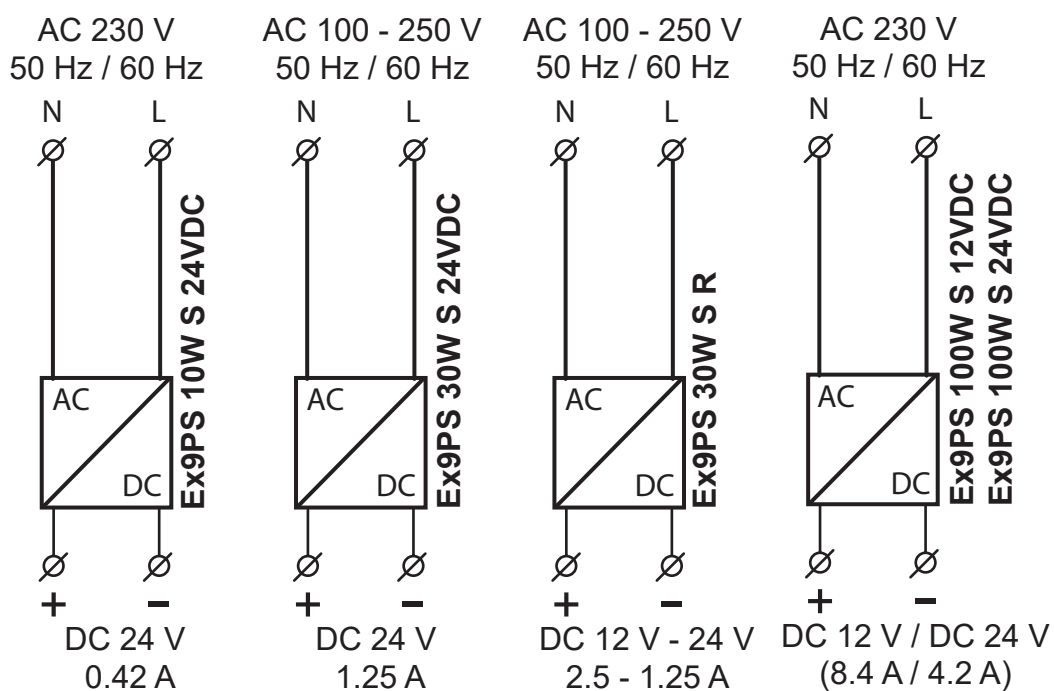 AC 230 V
50 Hz / 60 Hz
N L
AC
DC
Ex9PS 10W S 24VDC
+ −
DC 24 V
0.42 A
AC 100 - 250 V
50 Hz / 60 Hz
N L
AC
DC
Ex9PS 30W S 24VDC
+ −
DC 24 V
1.25 A
AC 100 - 250 V
50 Hz / 60 Hz
N L
AC
DC
Ex9PS 30W S R
+ −
DC 12 V - 24 V
2.5 - 1.25 A
AC 230 V
50 Hz / 60 Hz
N L
AC
DC
Ex9PS 100W S 12VDC
Ex9PS 100W S 24VDC
+ −
DC 12 V / DC 24 V
(8.4 A / 4.2 A)